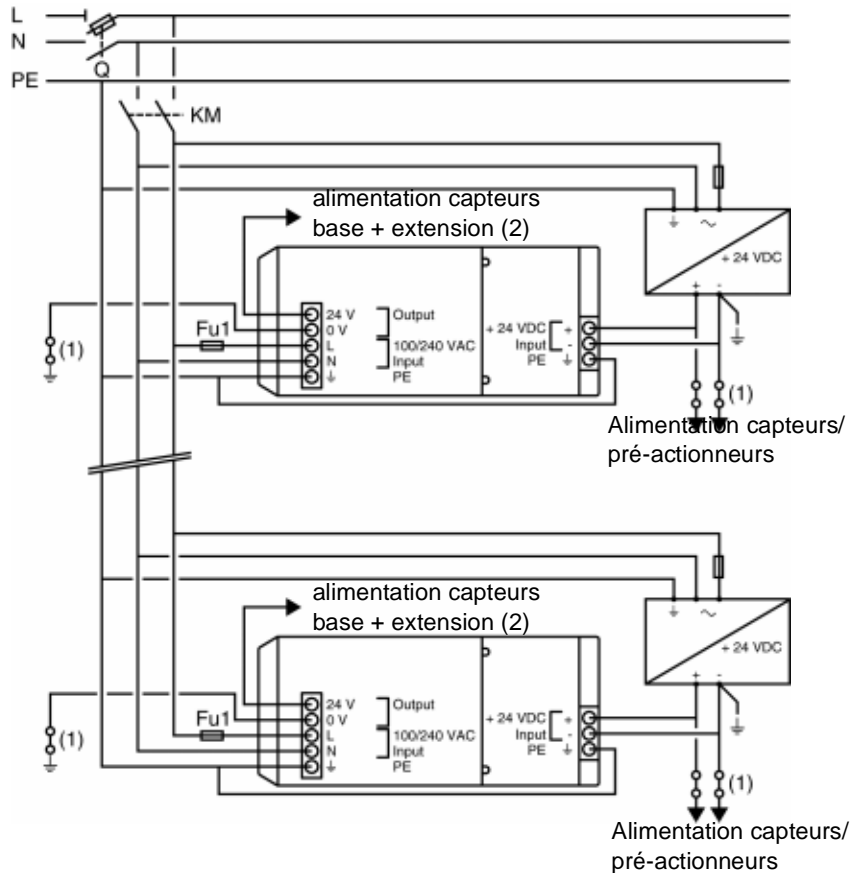 L
N
Q
PE
KM
alimentation capteurs
base + extension (2)
+ 24 VDC
+ -
24 V
0 V
L
N
Output
100/240 VAC
Input
PE
+ 24 VDC +
Input -
PE
Fu1
(1)
(1)
Alimentation capteurs/
pré-actionneurs
alimentation capteurs
base + extension (2)
+ 24 VDC
+ -
24 V
0 V
L
N
Output
100/240 VAC
Input
PE
+ 24 VDC +
Input -
PE
Fu1
(1)
(1)
Alimentation capteurs/
pré-actionneurs